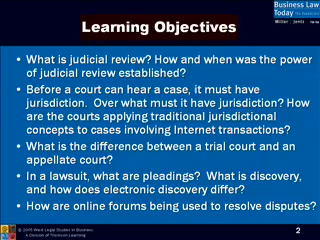 Learning Objectives
Business Law
Today
Miller Jentz
• What is judicial review? How and when was the power
of judicial review established?
• Before a court can hear a case, it must have
jurisdiction. Over what must it have jurisdiction? How
are the courts applying traditional jurisdictional
concepts to cases involving Internet transactions?
• What is the difference between a trial court and an
appellate court?
• In a lawsuit, what are pleadings? What is discovery,
and how does electronic discovery differ?
• How are online forums being used to resolve disputes?
© 2005 West Legal Studies in Business
A Division of Thomson Learning
2